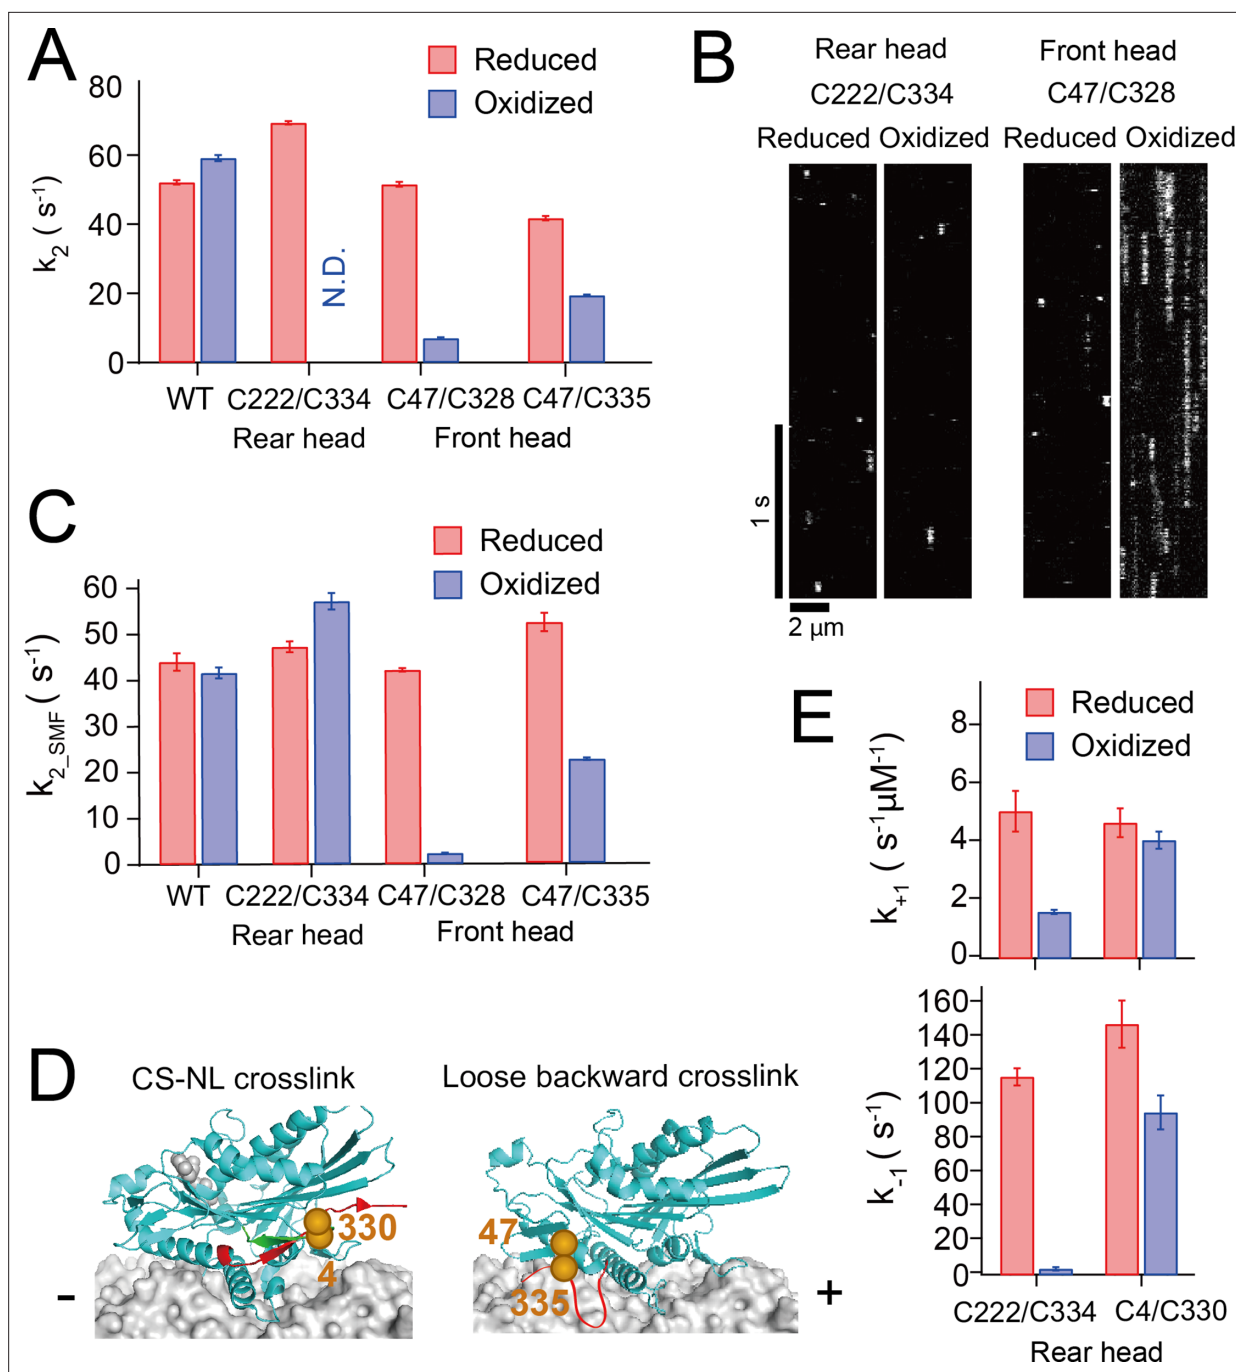 A
Reduced
Oxidized
80
60
40
20
0
k2 ( s-1)
N.D.
WT C222/C334 C47/C328 C47/C335
Rear head Front head
B
Rear head Front head
C222/C334 C47/C328
Reduced Oxidized Reduced Oxidized
1 s
2 µm
C
Reduced
Oxidized
60
50
40
30
20
10
0
k2_SMF ( s-1)
WT C222/C334 C47/C328 C47/C335
Rear head Front head
D
CS-NL crosslink Loose backward crosslink
330
4
47
335
- +
E
Reduced
Oxidized
8
6
4
2
0
k+1 ( s-1µM-1)
160
140
120
100
80
60
40
20
0
k-1 ( s-1)
C222/C334 C4/C330
Rear head